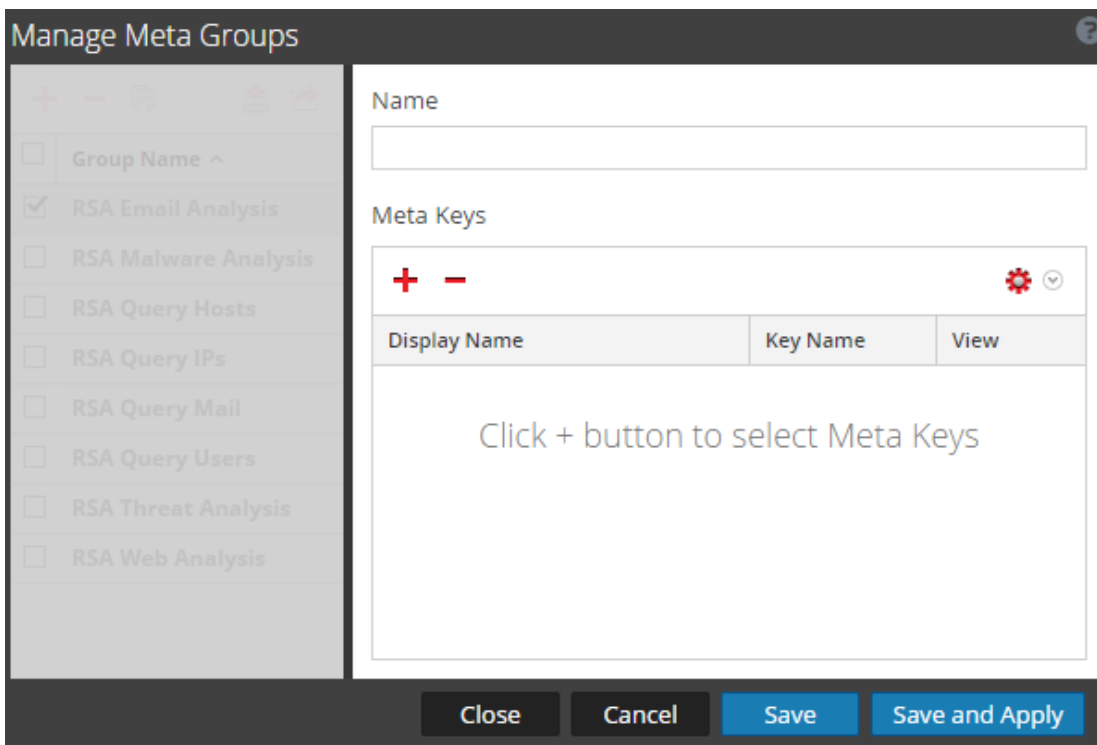 Manage Meta Groups
Group Name
RSA Email Analysis
RSA Malware Analysis
RSA Query Hosts
RSA Query IPs
RSA Query Mail
RSA Query Users
RSA Threat Analysis
RSA Web Analysis
Name
Meta Keys
Display Name Key Name View
Click + button to select Meta Keys
Close Cancel Save Save and Apply